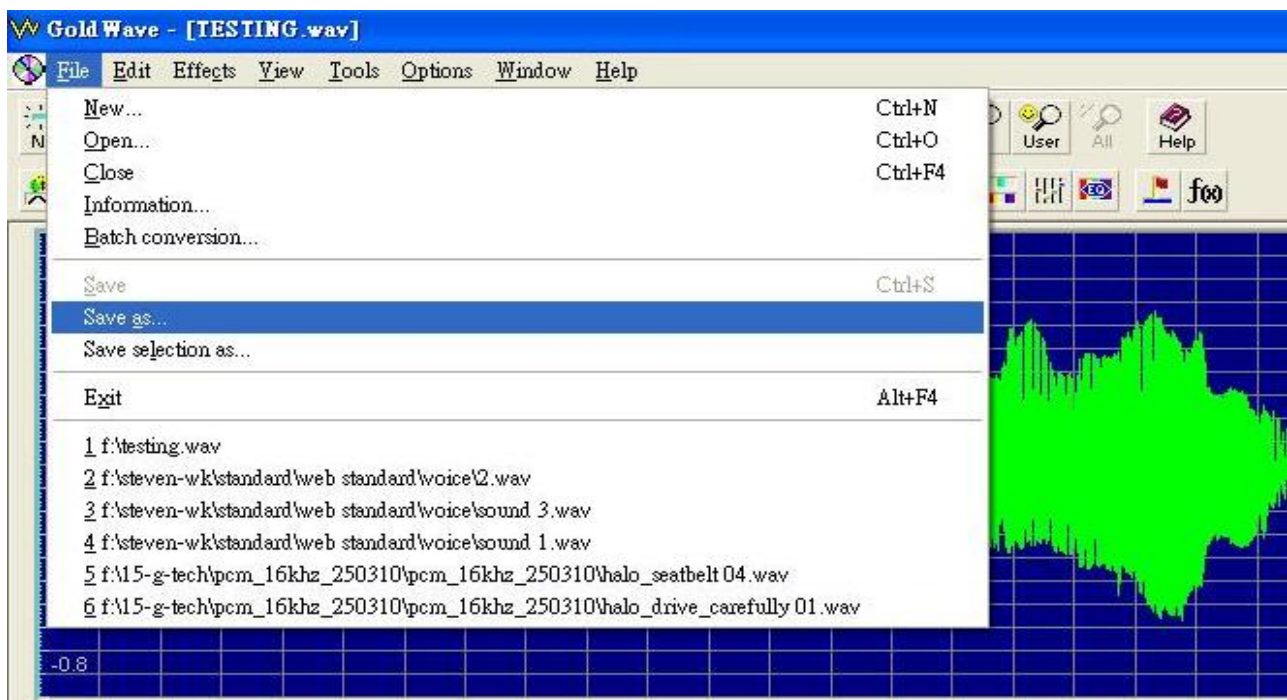 Gold Wave - [TESTING.wav]
File Edit Effects View Tools Options Window Help
New... Ctrl+N
Open... Ctrl+O
Close Ctrl+F4
Information...
Batch conversion...
Save Ctrl+S
Save as...
Save selection as...
Exit Alt+F4
1 f:\testing.wav
2 f:\steven-wk\standard\web standard\voice\2.wav
3 f:\steven-wk\standard\web standard\voice\sound 3.wav
4 f:\steven-wk\standard\web standard\voice\sound 1.wav
5 f:\15-g-tech\pcm_16khz_250310\pcm_16khz_250310\halo_seatbelt 04.wav
6 f:\15-g-tech\pcm_16khz_250310\pcm_16khz_250310\halo_drive_carefully 01.wav
User All Help
EQ f(x)
-0.8